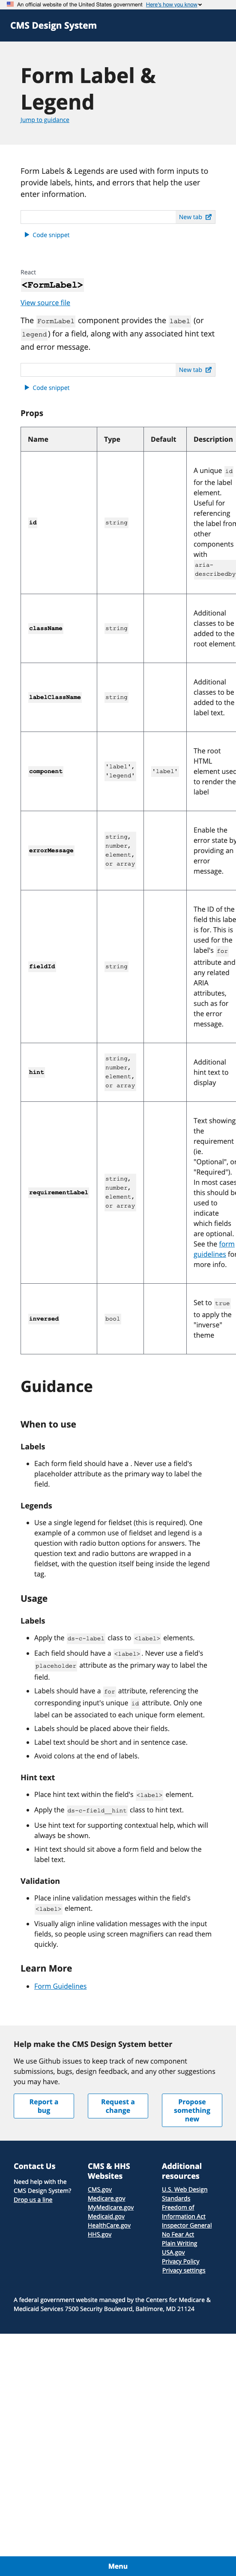 An official website of the United States government Here's how you know
CMS Design System
Form Label &
Legend
Jump to guidance
Form Labels & Legends are used with form inputs to
provide labels, hints, and errors that help the user
enter information.
New tab
Code snippet
React
<FormLabel>
View source file
The FormLabel component provides the label (or
legend) for a field, along with any associated hint text
and error message.
New tab
Code snippet
Props
Name Type Default Description
id string
A unique id
for the label
element.
Useful for
referencing
the label from
other
components
with
aria-
describedby
className string
Additional
classes to be
added to the
root element
labelClassName string
Additional
classes to be
added to the
label text.
component 'label', 'label'
'legend'
The root
HTML
element used
to render the
label
errorMessage
string,
number,
element,
or array
Enable the
error state by
providing an
error
message.
fieldId string
The ID of the
field this label
is for. This is
used for the
label's for
attribute and
any related
ARIA
attributes,
such as for
the error
message.
hint
string,
number,
element,
or array
Additional
hint text to
display
requirementLabel
string,
number,
element,
or array
Text showing
the
requirement
(ie.
"Optional", or
"Required").
In most cases,
this should be
used to
indicate
which fields
are optional.
See the form
guidelines for
more info.
inversed bool
Set to true
to apply the
"inverse"
theme
Guidance
When to use
Labels
Each form field should have a . Never use a field's
placeholder attribute as the primary way to label the
field.
Legends
Use a single legend for fieldset (this is required). One
example of a common use of fieldset and legend is a
question with radio button options for answers. The
question text and radio buttons are wrapped in a
fieldset, with the question itself being inside the legend
tag.
Usage
Labels
Apply the ds-c-label class to <label> elements.
Each field should have a <label>. Never use a field's
placeholder attribute as the primary way to label the
field.
Labels should have a for attribute, referencing the
corresponding input's unique id attribute. Only one
label can be associated to each unique form element.
Labels should be placed above their fields.
Label text should be short and in sentence case.
Avoid colons at the end of labels.
Hint text
Place hint text within the field's <label> element.
Apply the ds-c-field__hint class to hint text.
Use hint text for supporting contextual help, which will
always be shown.
Hint text should sit above a form field and below the
label text.
Validation
Place inline validation messages within the field's
<label> element.
Visually align inline validation messages with the input
fields, so people using screen magnifiers can read them
quickly.
Learn More
Form Guidelines
Help make the CMS Design System better
We use Github issues to keep track of new component
submissions, bugs, design feedback, and any other suggestions
you may have.
Report a
bug
Request a
change
Propose
something
new
Contact Us
Need help with the
CMS Design System?
Drop us a line
CMS & HHS
Websites
CMS.gov
Medicare.gov
MyMedicare.gov
Medicaid.gov
HealthCare.gov
HHS.gov
Additional
resources
U.S. Web Design
Standards
Freedom of
Information Act
Inspector General
No Fear Act
Plain Writing
USA.gov
Privacy Policy
Privacy settings
A federal government website managed by the Centers for Medicare &
Medicaid Services 7500 Security Boulevard, Baltimore, MD 21124
Menu